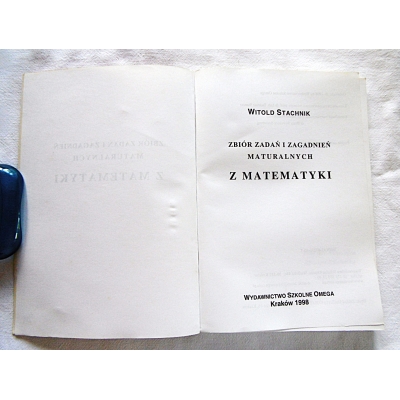 WITOLD STACHNIK
ZBIÓR ZADAŃ I ZAGADNIEŃ
MATURALNYCH
Z MATEMATYKI
WYDAWNICTWO SZKOLNE OMEGA
Kraków 1998